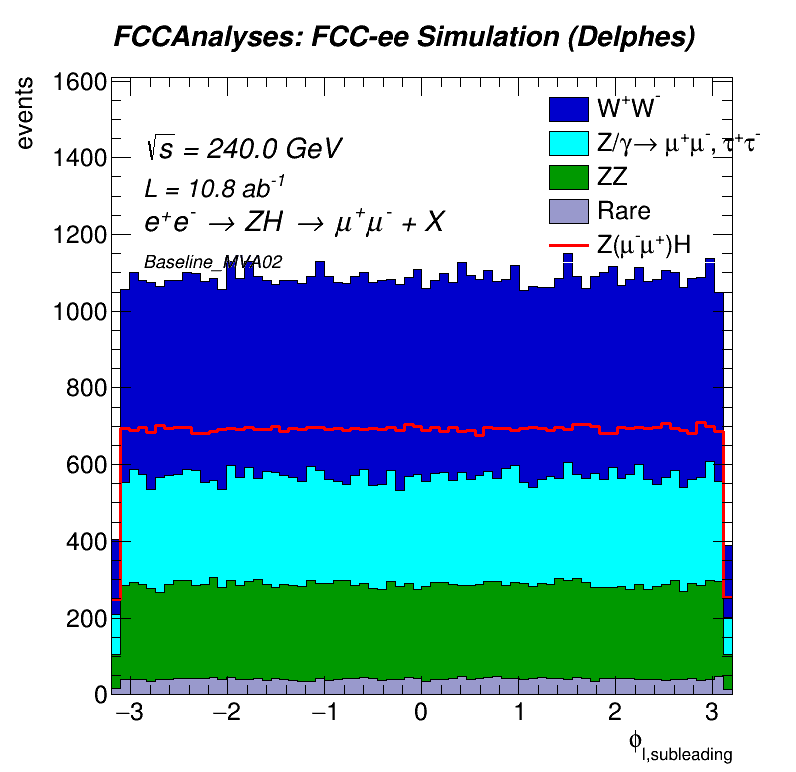 FCCAnalyses: FCC-ee Simulation (Delphes)
events
1600
1400
1200
1000
800
600
400
200
0
√s = 240.0 GeV
L = 10.8 ab⁻¹
e⁺e⁻ → ZH → μ⁺μ⁻ + X
Baseline_MVA02
W⁺W⁻
Z/γ→ μ⁺μ⁻, τ⁺τ⁻
ZZ
Rare
Z(μ⁻μ⁺)H
−3 −2 −1 0 1 2 3
ϕl,subleading